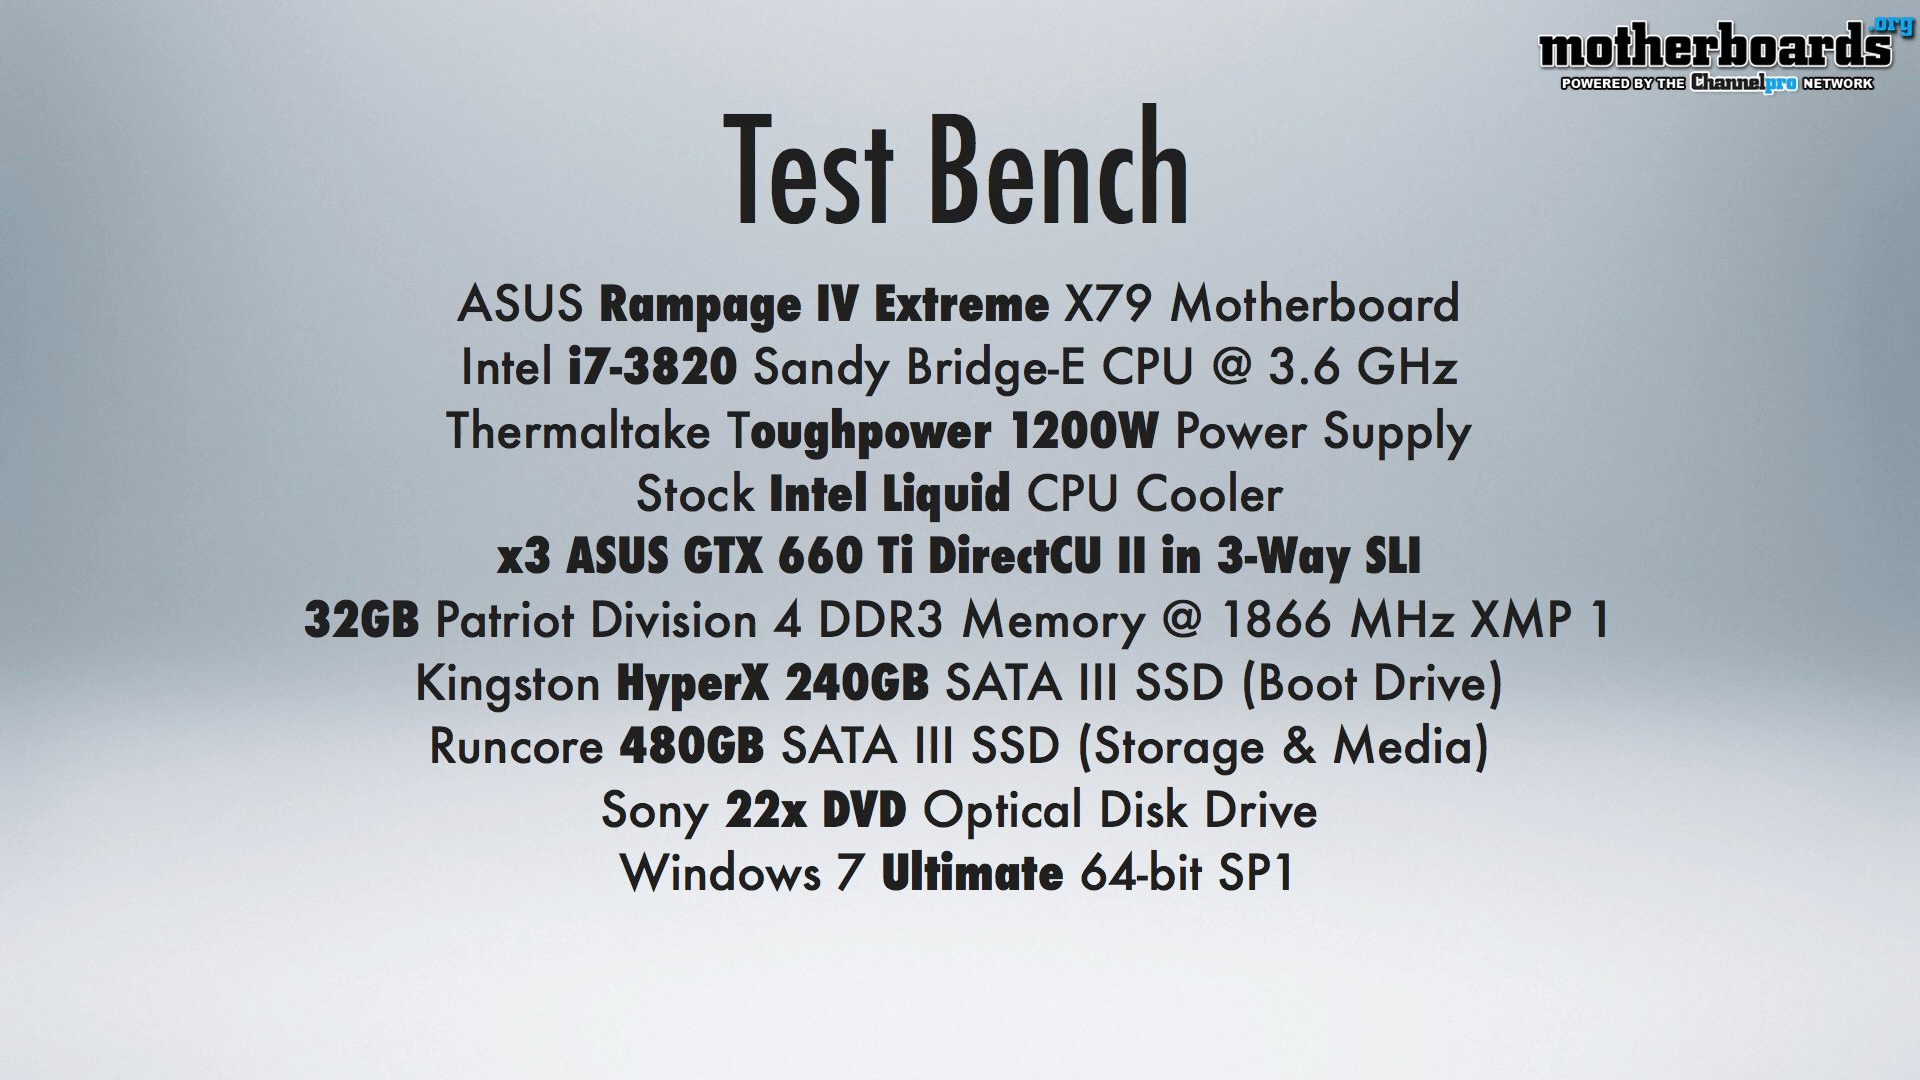 motherboards.org
POWERED BY THE Channelpro NETWORK
Test Bench
ASUS Rampage IV Extreme X79 Motherboard
Intel i7-3820 Sandy Bridge-E CPU @ 3.6 GHz
Thermaltake Toughpower 1200W Power Supply
Stock Intel Liquid CPU Cooler
x3 ASUS GTX 660 Ti DirectCU II in 3-Way SLI
32GB Patriot Division 4 DDR3 Memory @ 1866 MHz XMP 1
Kingston HyperX 240GB SATA III SSD (Boot Drive)
Runcore 480GB SATA III SSD (Storage & Media)
Sony 22x DVD Optical Disk Drive
Windows 7 Ultimate 64-bit SP1